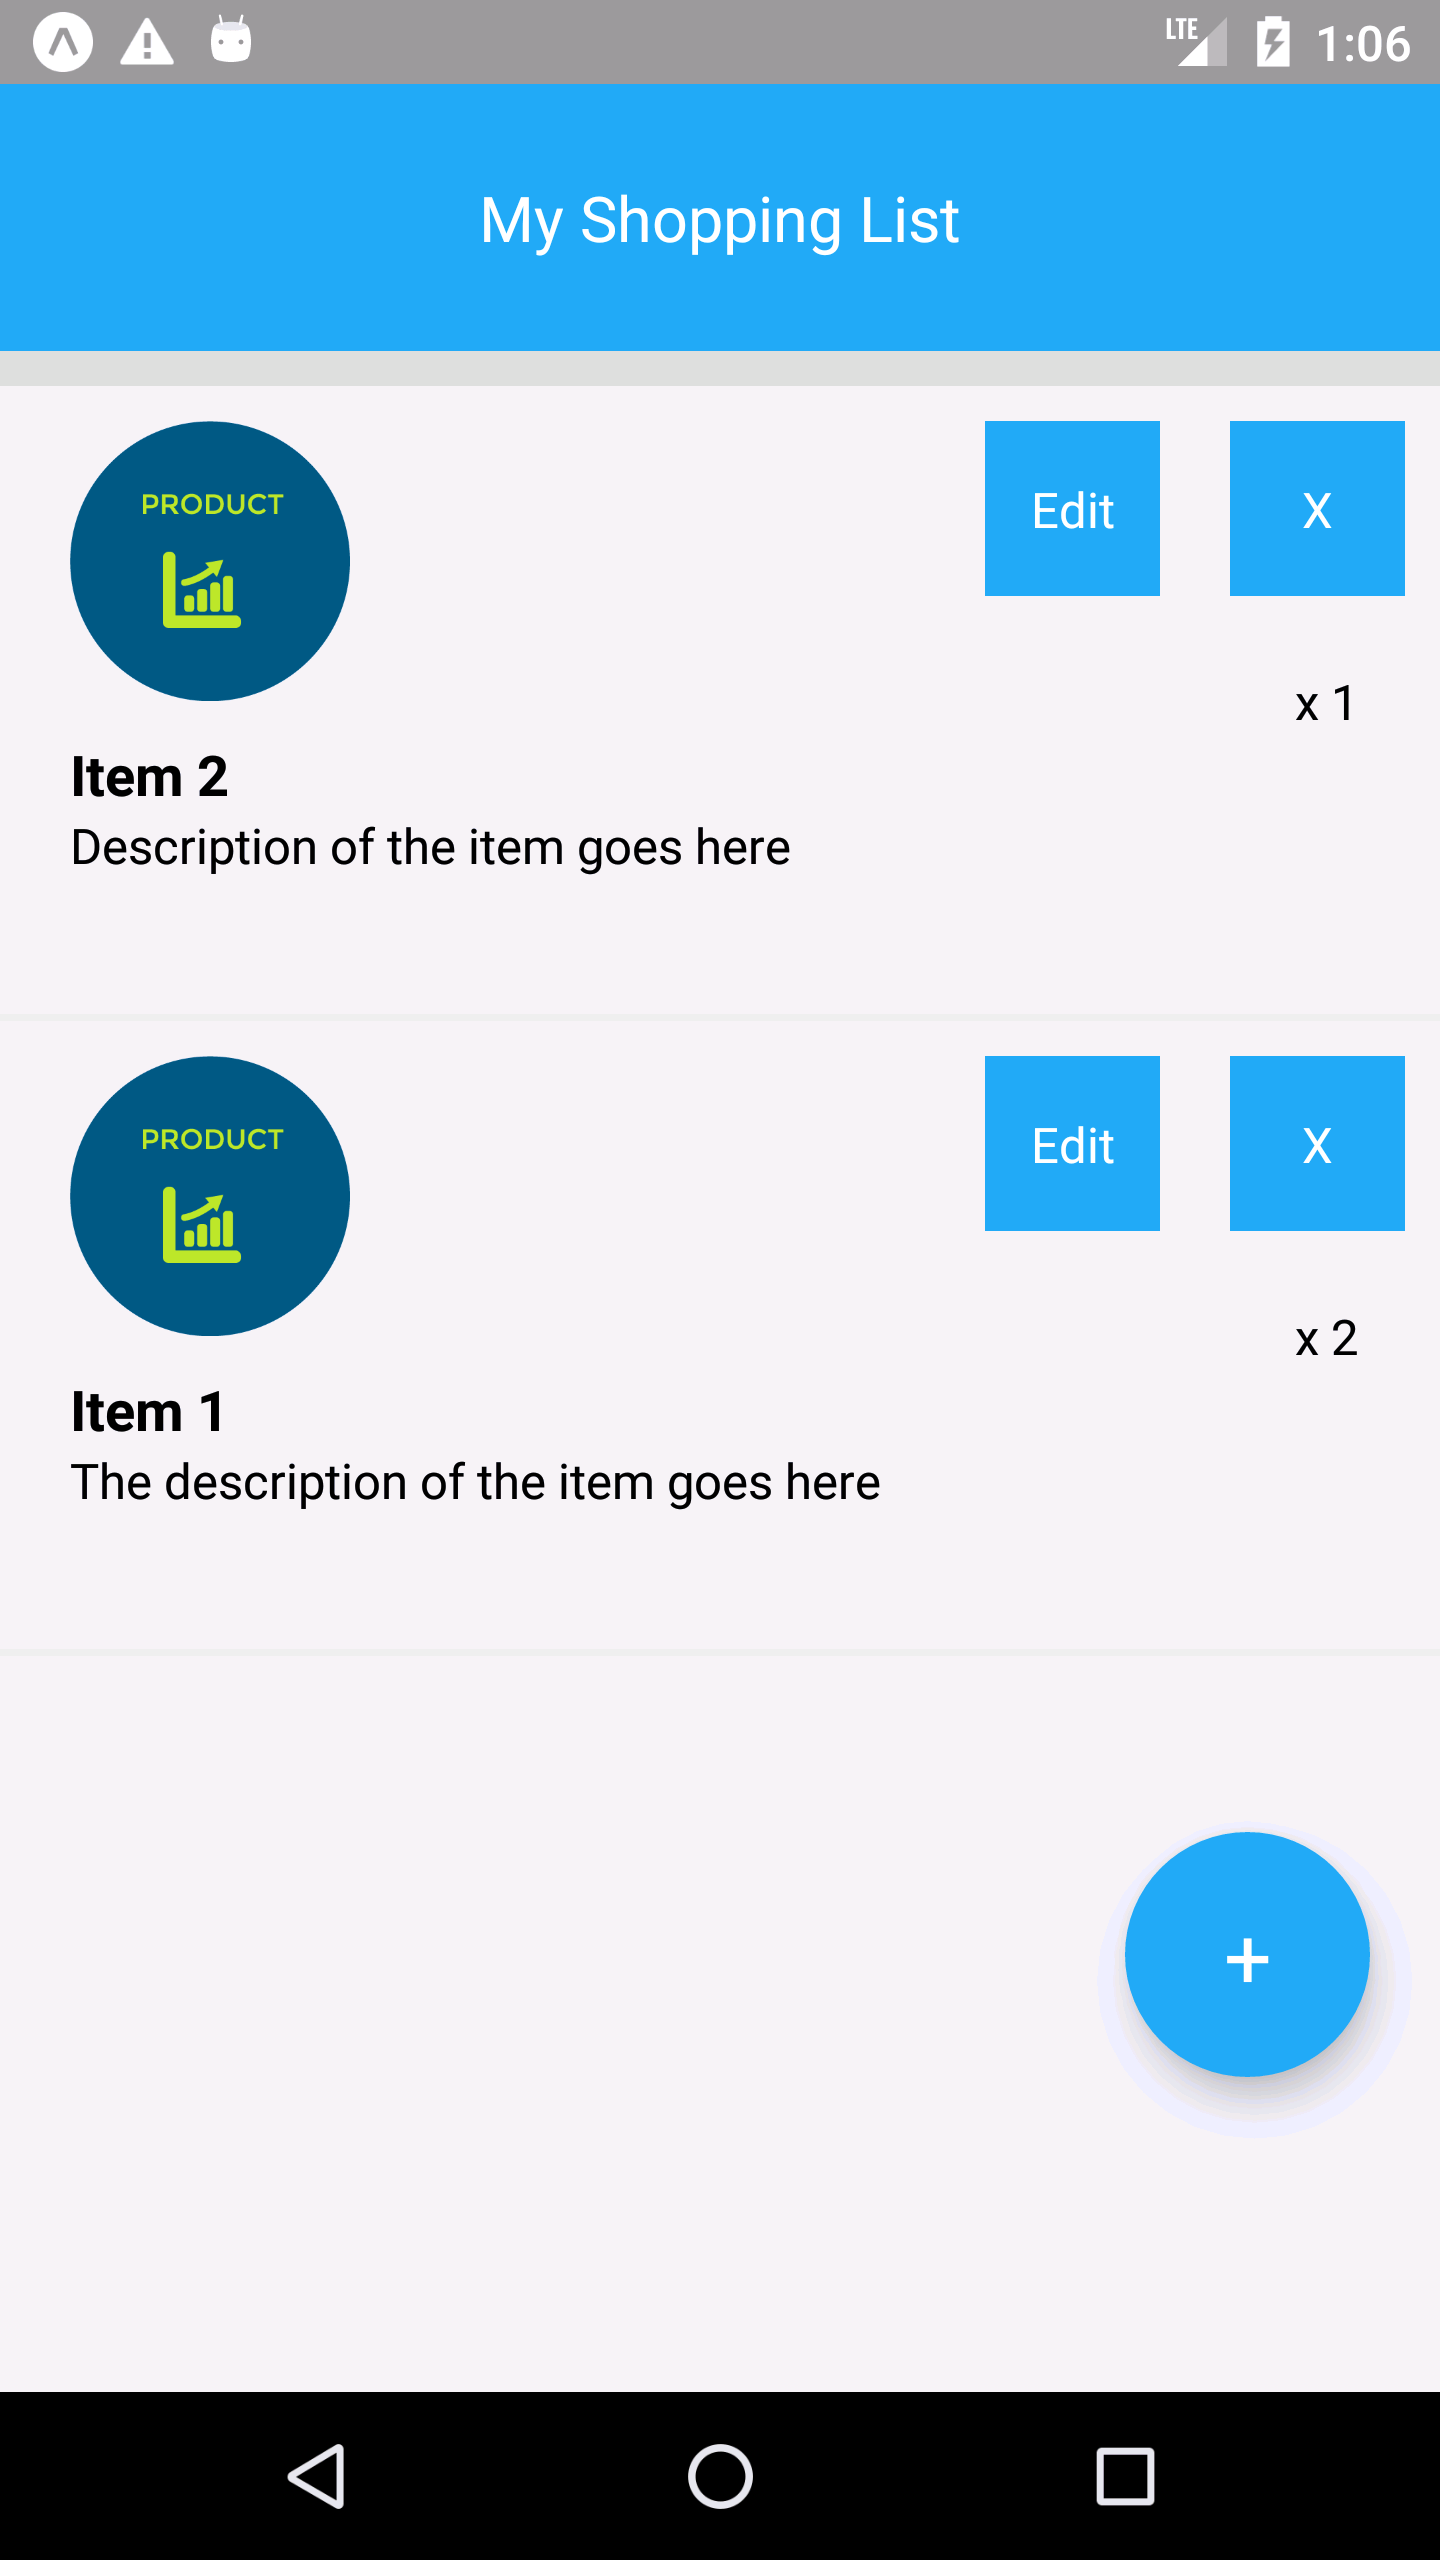 LTE 1:06
My Shopping List
PRODUCT
Edit X
x 1
Item 2
Description of the item goes here
PRODUCT
Edit X
x 2
Item 1
The description of the item goes here
+